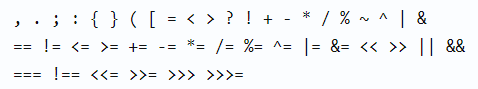 , . ; : { } ( [ = < > ? ! + - * / % ~ ^ | &
== != <= >= += -= *= /= %= ^= |= &= << >> || &&
=== !== <<= >>= >>> >>>=